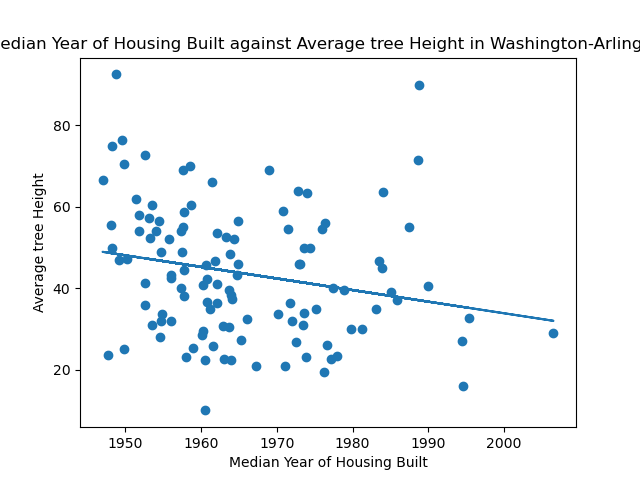 edian Year of Housing Built against Average tree Height in Washington-Arling
80
60
40
20
Average tree Height
1950 1960 1970 1980 1990 2000
Median Year of Housing Built